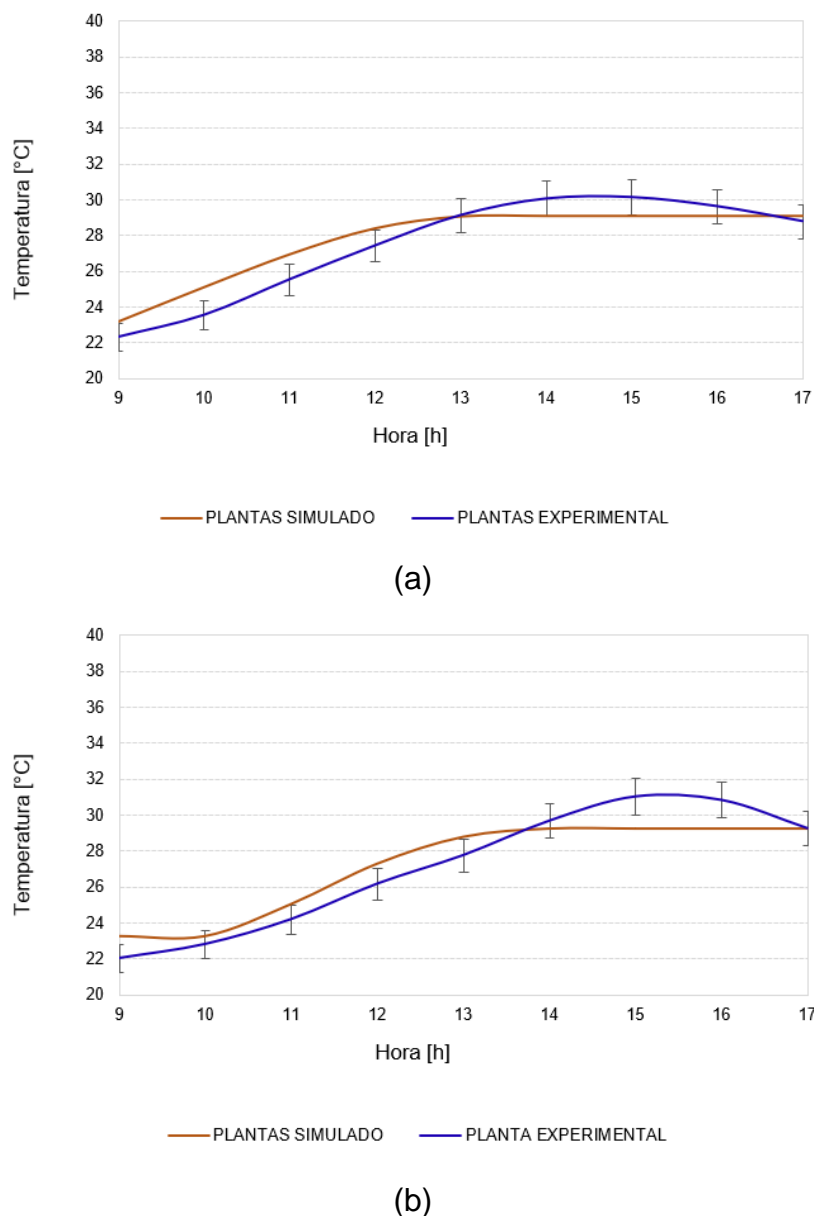 40
38
36
34
32
30
28
26
24
22
20
Temperatura [°C]
9 10 11 12 13 14 15 16 17
Hora [h]
PLANTAS SIMULADO PLANTAS EXPERIMENTAL
(a)
40
38
36
34
32
30
28
26
24
22
20
Temperatura [°C]
9 10 11 12 13 14 15 16 17
Hora [h]
PLANTAS SIMULADO PLANTA EXPERIMENTAL
(b)